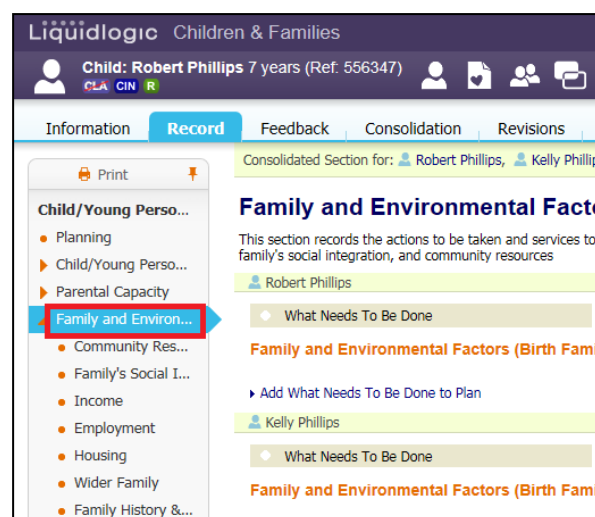 Liquidlogic Children & Families
Child: Robert Phillips 7 years (Ref: 556347)
CLA CIN R
Information Record Feedback Consolidation Revisions
Print
Consolidated Section for: Robert Phillips, Kelly Phillip
Child/Young Perso...
Planning
Child/Young Perso...
Parental Capacity
Family and Environ...
Community Res...
Family's Social I...
Income
Employment
Housing
Wider Family
Family History &...
Family and Environmental Facto
This section records the actions to be taken and services to
family's social integration, and community resources
Robert Phillips
What Needs To Be Done
Family and Environmental Factors (Birth Fami
Add What Needs To Be Done to Plan
Kelly Phillips
What Needs To Be Done
Family and Environmental Factors (Birth Fami